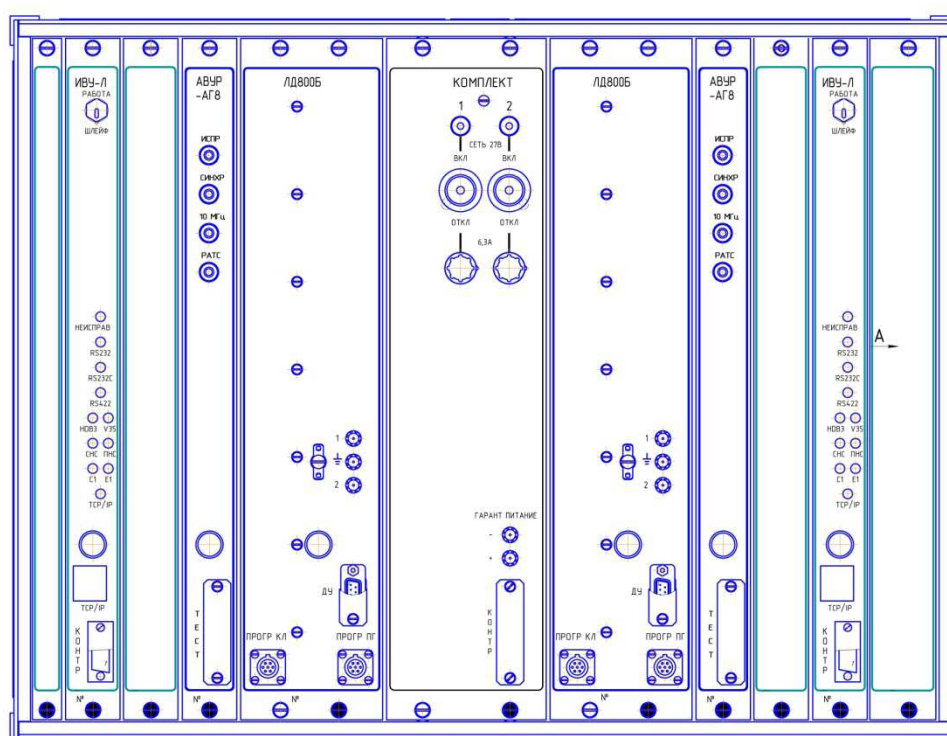 ИВУ-Л
РАБОТА
ШЛЕЙФ
НЕИСПРАВ
RS232
RS232C
RS422
HDB3 V35
СНС ПНС
C1 E1
TCP/IP
TCP/IP
КОНТР
№
АВУР
-АГ8
ИСПР
СИНХР
10 МГц
РАТС
ТЕСТ
№
ЛД800Б
1
2
ДУ
ПРОГР КЛ ПРОГР ПГ
№
КОМПЛЕКТ
1 2
СЕТЬ 27В
ВКЛ ВКЛ
ОТКЛ ОТКЛ
6,3А
ГАРАНТ ПИТАНИЕ
-
+
КОНТР
ЛД800Б
1
2
ДУ
ПРОГР КЛ ПРОГР ПГ
№
АВУР
-АГ8
ИСПР
СИНХР
10 МГц
РАТС
ТЕСТ
№
ИВУ-Л
РАБОТА
ШЛЕЙФ
НЕИСПРАВ
RS232
RS232C
RS422
HDB3 V35
СНС ПНС
C1 E1
TCP/IP
TCP/IP
КОНТР
№
А